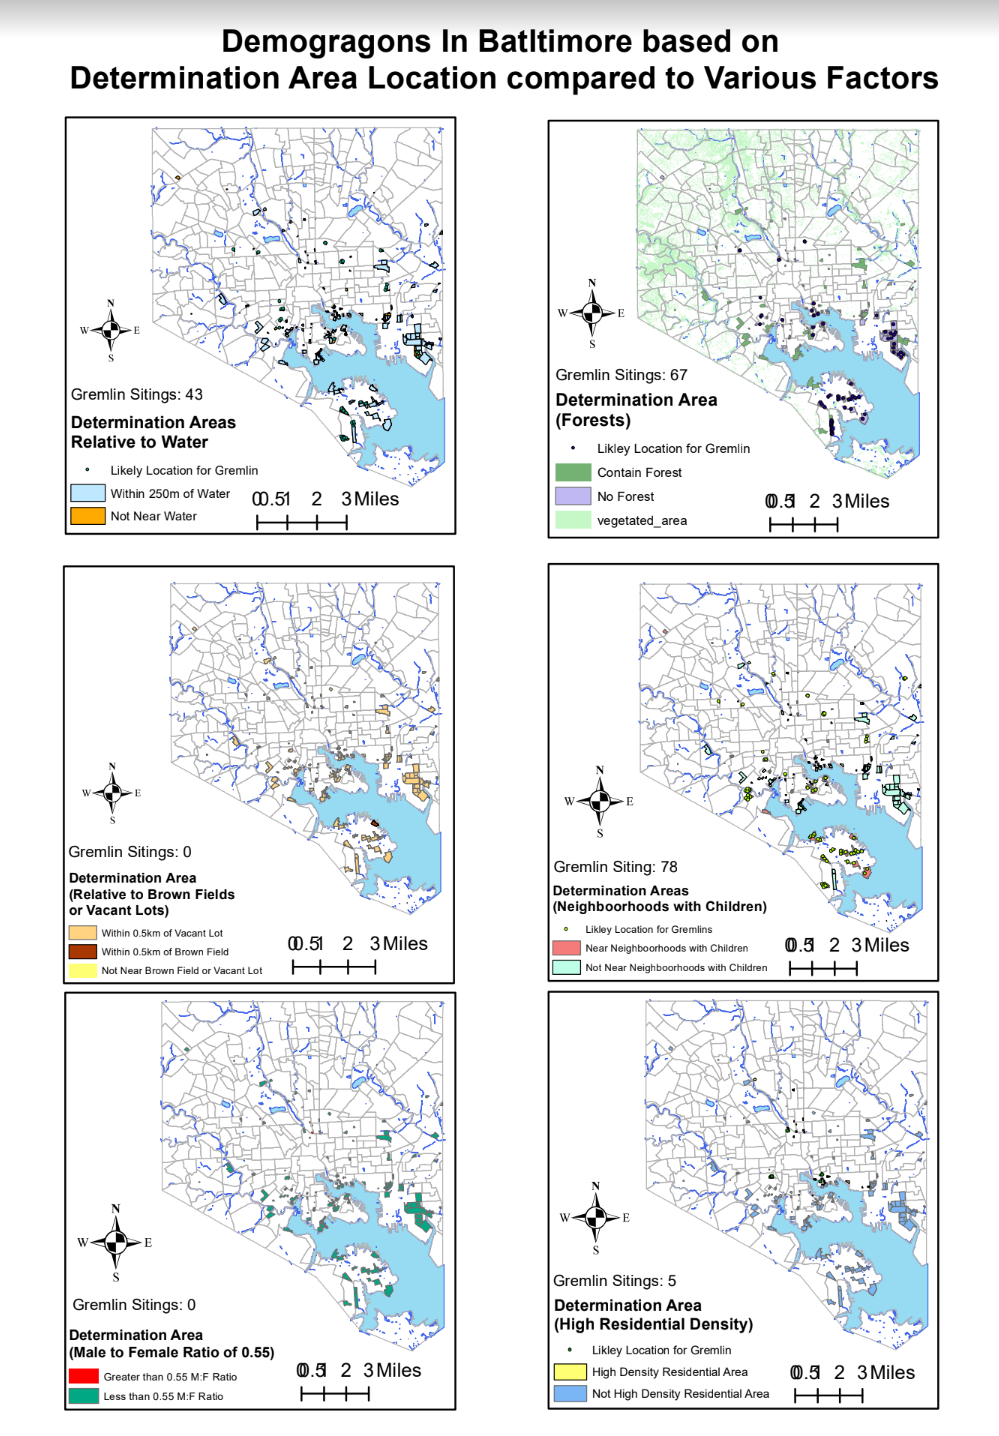 Demogragons In Batltimore based on
Determination Area Location compared to Various Factors
N
W E
S
Gremlin Sitings: 43
Determination Areas
Relative to Water
Likely Location for Gremlin
Within 250m of Water
Not Near Water
0 0.5 1 2 3 Miles
N
W E
S
Gremlin Sitings: 67
Determination Area
(Forests)
Likley Location for Gremlin
Contain Forest
No Forest
vegetated_area
0 0.5 1 2 3 Miles
N
W E
S
Gremlin Sitings: 0
Determination Area
(Relative to Brown Fields
or Vacant Lots)
Within 0.5km of Vacant Lot
Within 0.5km of Brown Field
Not Near Brown Field or Vacant Lot
0 0.5 1 2 3 Miles
N
W E
S
Gremlin Siting: 78
Determination Areas
(Neighboorhoods with Children)
Likley Location for Gremlins
Near Neighboorhoods with Children
Not Near Neighboorhoods with Children
0 0.5 1 2 3 Miles
N
W E
S
Gremlin Sitings: 0
Determination Area
(Male to Female Ratio of 0.55)
Greater than 0.55 M:F Ratio
Less than 0.55 M:F Ratio
0 0.5 1 2 3 Miles
N
W E
S
Gremlin Sitings: 5
Determination Area
(High Residential Density)
Likley Location for Gremlin
High Density Residential Area
Not High Density Residential Area
0 0.5 1 2 3 Miles